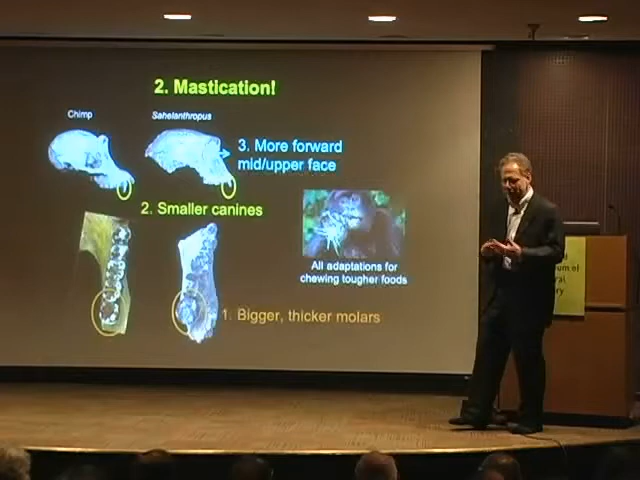 2. Mastication!
Chimp
Sahelanthropus
3. More forward
mid/upper face
2. Smaller canines
All adaptations for
chewing tougher foods
1. Bigger, thicker molars